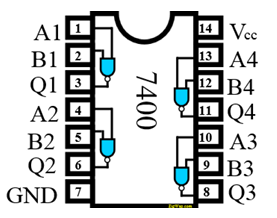 A1 1 14 Vcc
B1 2 13 A4
Q1 3 12 B4
A2 4 11 Q4
B2 5 10 A3
Q2 6 9 B3
GND 7 8 Q3
7400